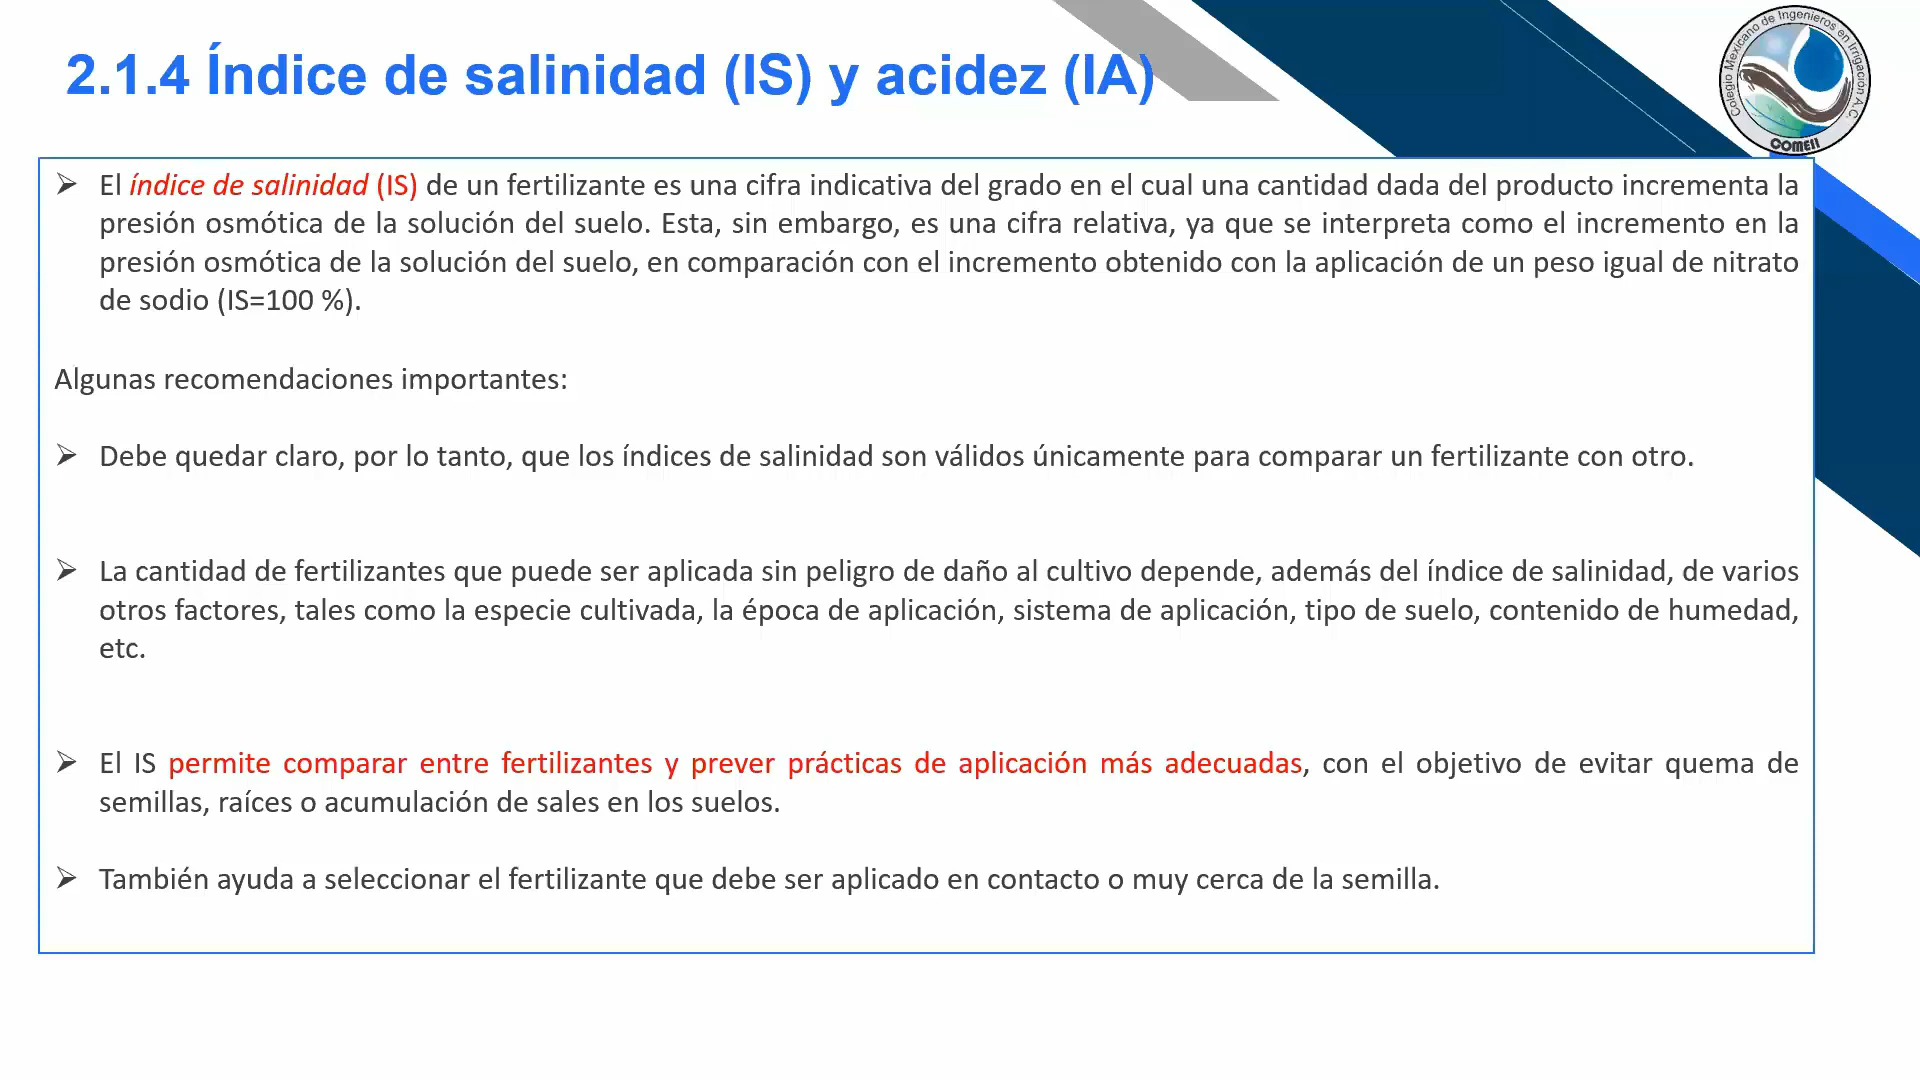 2.1.4 Índice de salinidad (IS) y acidez (IA)
Colegio Mexicano de Ingenieros en Irrigación A.C.
COMEII
➢ El índice de salinidad (IS) de un fertilizante es una cifra indicativa del grado en el cual una cantidad dada del producto incrementa la
presión osmótica de la solución del suelo. Esta, sin embargo, es una cifra relativa, ya que se interpreta como el incremento en la
presión osmótica de la solución del suelo, en comparación con el incremento obtenido con la aplicación de un peso igual de nitrato
de sodio (IS=100 %).
Algunas recomendaciones importantes:
➢ Debe quedar claro, por lo tanto, que los índices de salinidad son válidos únicamente para comparar un fertilizante con otro.
➢ La cantidad de fertilizantes que puede ser aplicada sin peligro de daño al cultivo depende, además del índice de salinidad, de varios
otros factores, tales como la especie cultivada, la época de aplicación, sistema de aplicación, tipo de suelo, contenido de humedad,
etc.
➢ El IS permite comparar entre fertilizantes y prever prácticas de aplicación más adecuadas, con el objetivo de evitar quema de
semillas, raíces o acumulación de sales en los suelos.
➢ También ayuda a seleccionar el fertilizante que debe ser aplicado en contacto o muy cerca de la semilla.